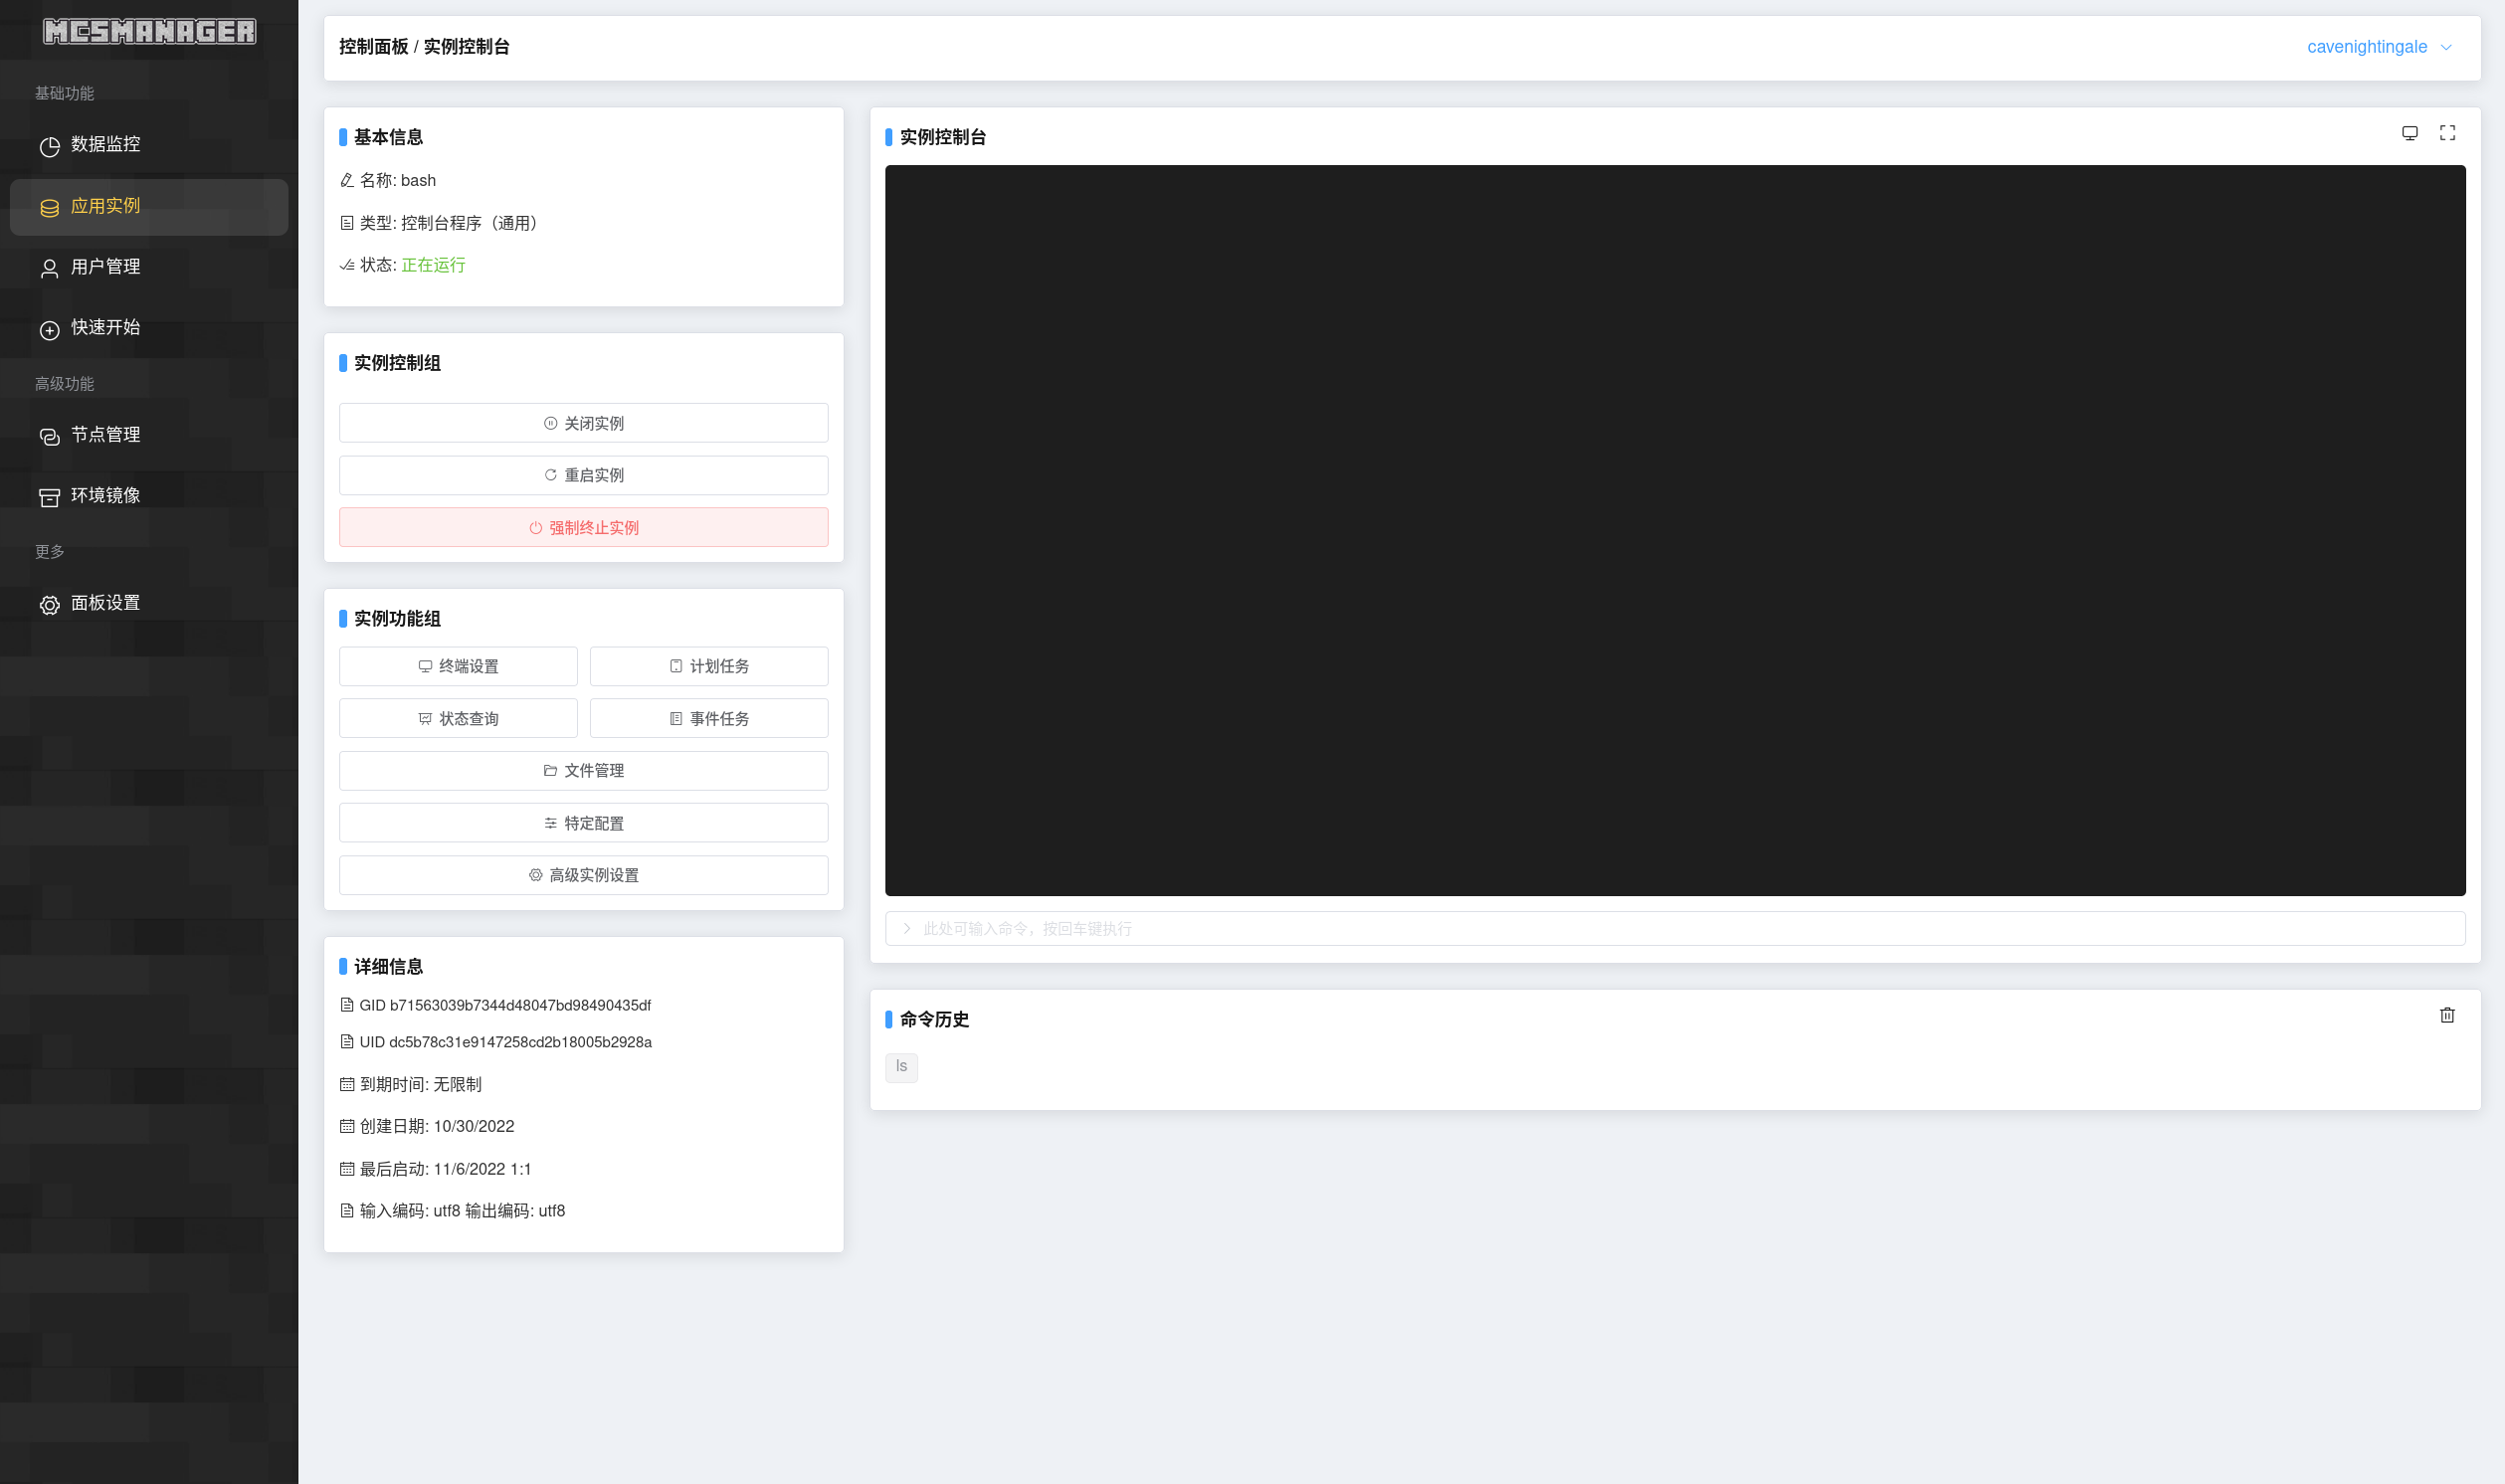 MCSMANAGER
基础功能
数据监控
应用实例
用户管理
快速开始
高级功能
节点管理
环境镜像
更多
面板设置
控制面板 / 实例控制台
cavenightingale
基本信息
名称: bash
类型: 控制台程序（通用）
状态: 正在运行
实例控制组
关闭实例
重启实例
强制终止实例
实例功能组
终端设置 计划任务
状态查询 事件任务
文件管理
特定配置
高级实例设置
详细信息
GID b71563039b7344d48047bd98490435df
UID dc5b78c31e9147258cd2b18005b2928a
到期时间: 无限制
创建日期: 10/30/2022
最后启动: 11/6/2022 1:1
输入编码: utf8 输出编码: utf8
实例控制台
此处可输入命令，按回车键执行
命令历史
ls